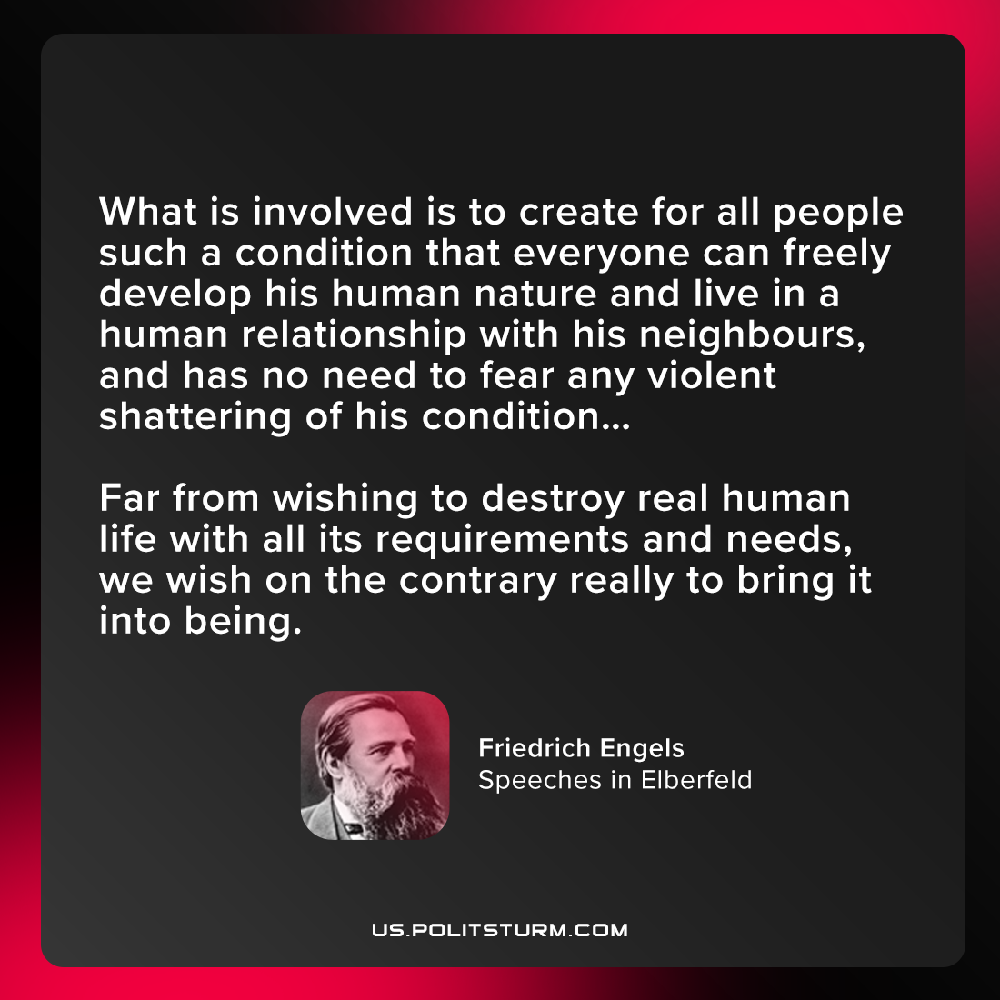 What is involved is to create for all people
such a condition that everyone can freely
develop his human nature and live in a
human relationship with his neighbours,
and has no need to fear any violent
shattering of his condition...
Far from wishing to destroy real human
life with all its requirements and needs,
we wish on the contrary really to bring it
into being.
Friedrich Engels
Speeches in Elberfeld
US.POLITSTURM.COM